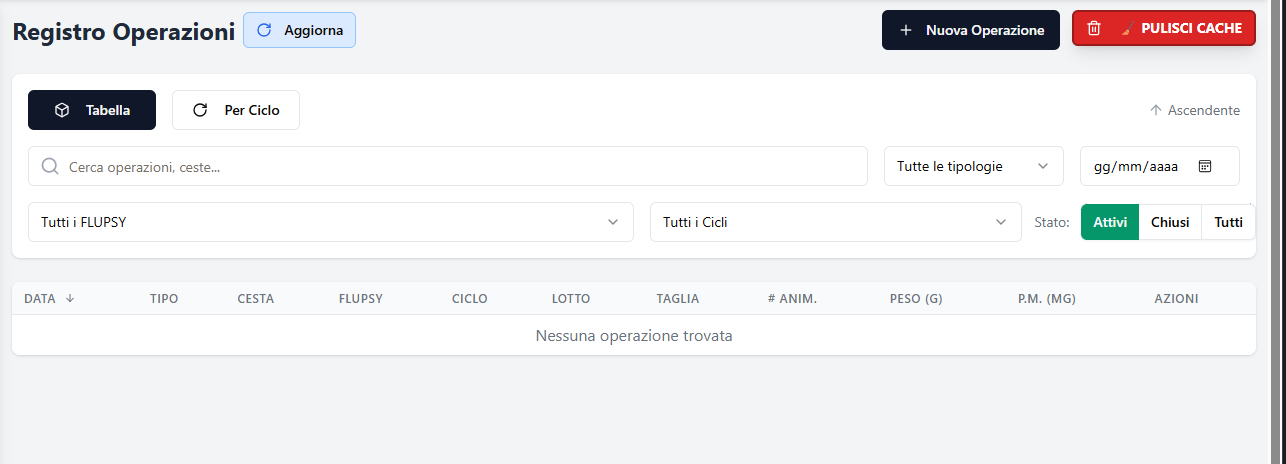 Registro Operazioni Aggiorna Nuova Operazione PULISCI CACHE
Tabella Per Ciclo Ascendente
Cerca operazioni, ceste... Tutte le tipologie gg/mm/aaaa
Tutti i FLUPSY Tutti i Cicli Stato: Attivi Chiusi Tutti
DATA TIPO CESTA FLUPSY CICLO LOTTO TAGLIA # ANIM. PESO (G) P.M. (MG) AZIONI
Nessuna operazione trovata